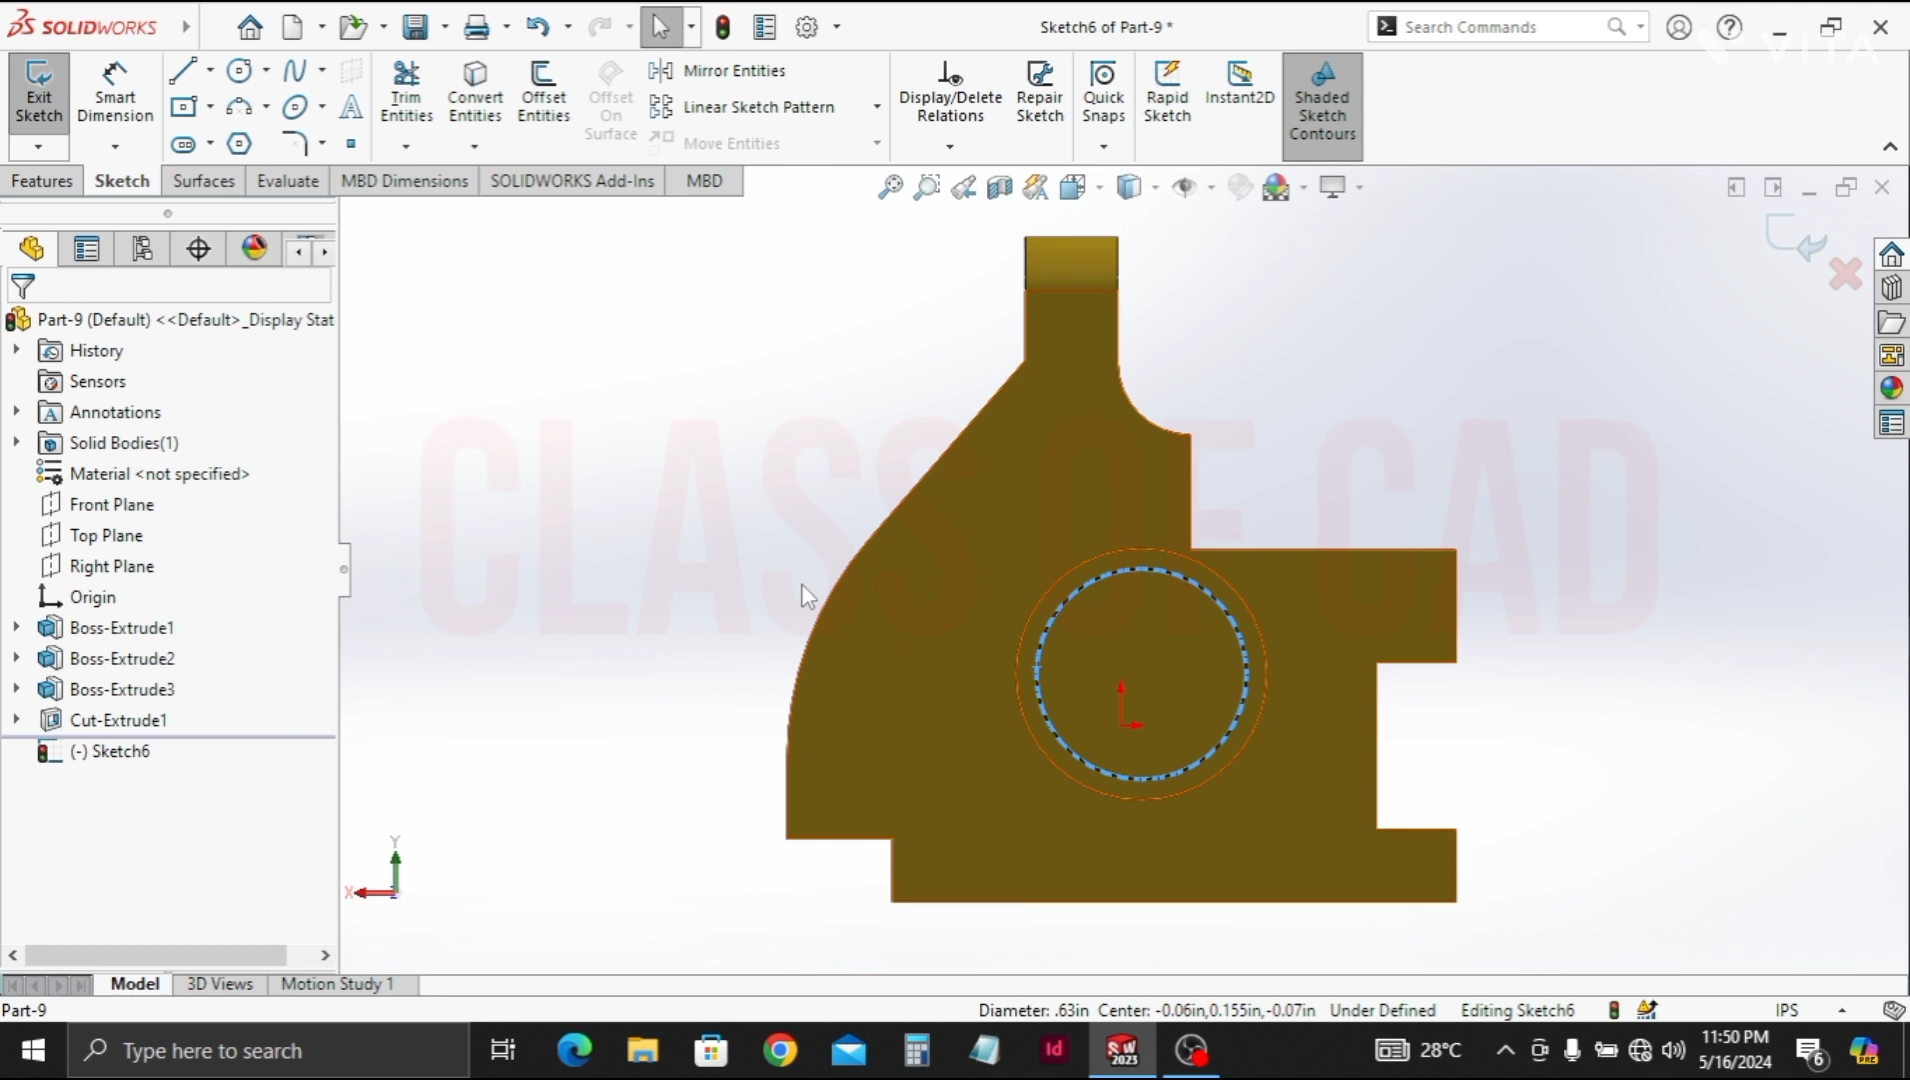 SOLIDWORKS
Sketch6 of Part-9 *
Search Commands
VITA
Exit Sketch
Smart Dimension
Trim Entities
Convert Entities
Offset Entities
Offset On Surface
Mirror Entities
Linear Sketch Pattern
Move Entities
Display/Delete Relations
Repair Sketch
Quick Snaps
Rapid Sketch
Instant2D
Shaded Sketch Contours
Features
Sketch
Surfaces
Evaluate
MBD Dimensions
SOLIDWORKS Add-Ins
MBD
Part-9 (Default) <<Default>_Display Stat
History
Sensors
Annotations
Solid Bodies(1)
Material <not specified>
Front Plane
Top Plane
Right Plane
Origin
Boss-Extrude1
Boss-Extrude2
Boss-Extrude3
Cut-Extrude1
(-) Sketch6
CLASS OF CAD
Y
X
Model
3D Views
Motion Study 1
Part-9
Diameter: .63in Center: -0.06in,0.155in,-0.07in
Under Defined
Editing Sketch6
IPS
Type here to search
Id
SW 2023
28°C
11:50 PM
5/16/2024
6
PRE